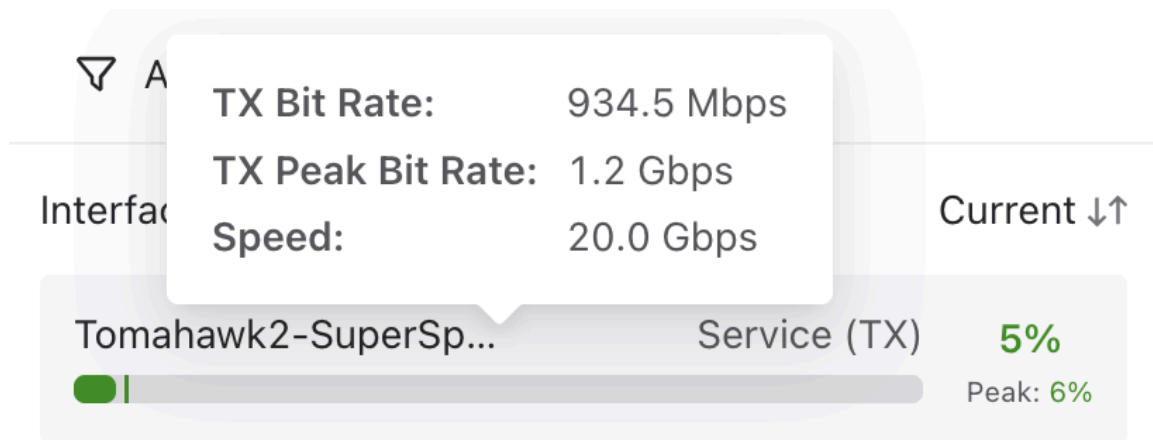 A
TX Bit Rate: 934.5 Mbps
TX Peak Bit Rate: 1.2 Gbps
Speed: 20.0 Gbps
Interfac
Current ↓↑
Tomahawk2-SuperSp... Service (TX) 5%
Peak: 6%